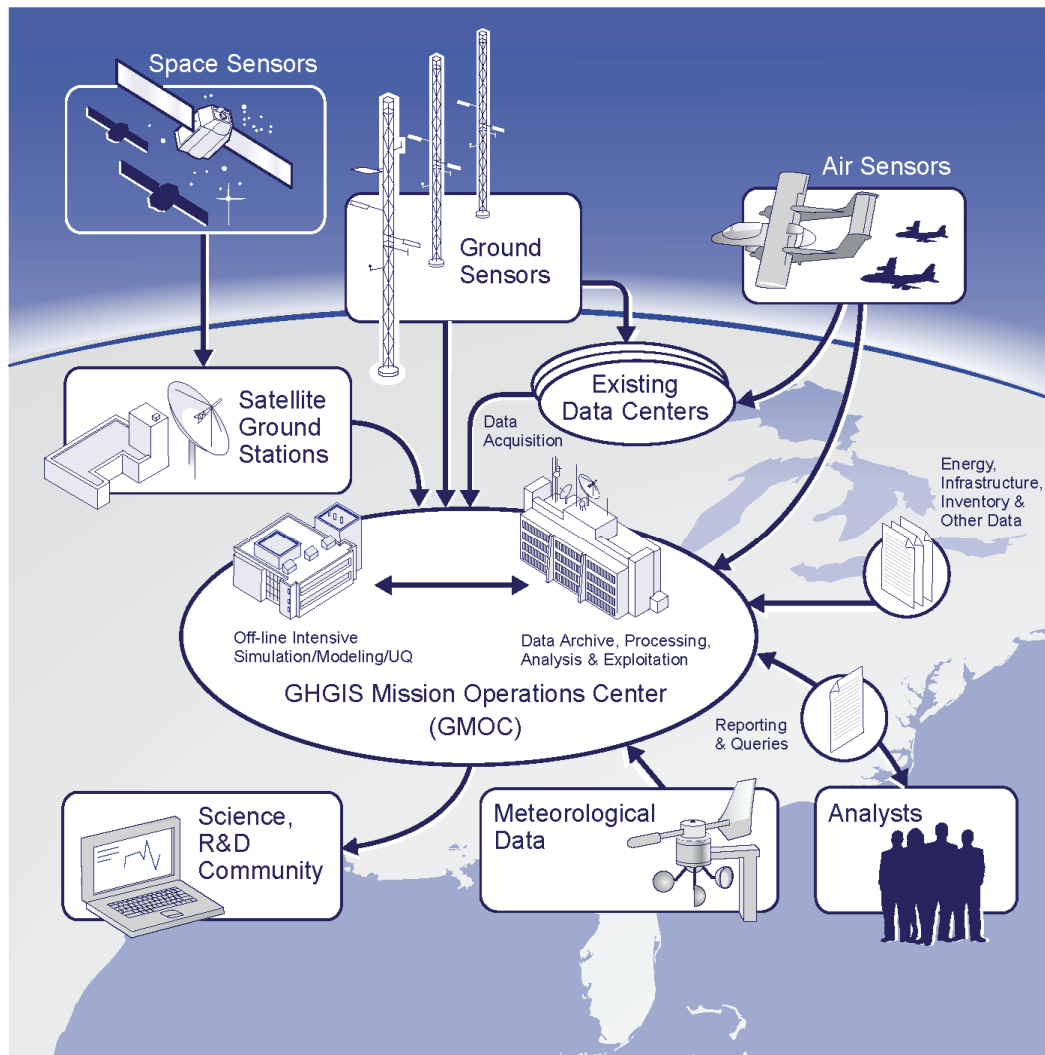 Space Sensors
Air Sensors
Ground
Sensors
Satellite
Ground
Stations
Existing
Data Centers
Data
Acquisition
Energy,
Infrastructure,
Inventory &
Other Data
Off-line Intensive
Simulation/Modeling/UQ
Data Archive, Processing,
Analysis & Exploitation
GHGIS Mission Operations Center
(GMOC)
Reporting
& Queries
Science,
R&D
Community
Meteorological
Data
Analysts